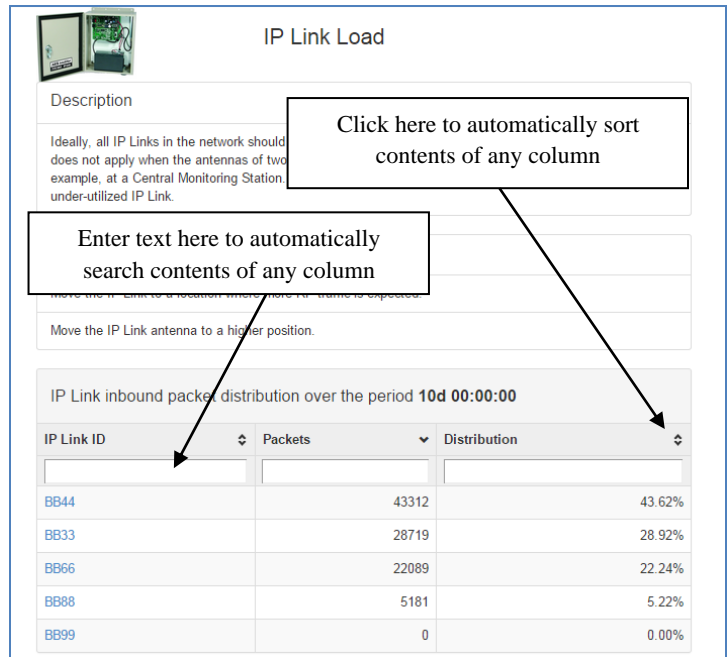 IP Link Load
Description
Click here to automatically sort
contents of any column
Ideally, all IP Links in the network should
does not apply when the antennas of two
example, at a Central Monitoring Station.
under-utilized IP Link.
Enter text here to automatically
search contents of any column
Move the IP Link antenna to a higher position.
IP Link inbound packet distribution over the period 10d 00:00:00
IP Link ID Packets Distribution
BB44 43312 43.62%
BB33 28719 28.92%
BB66 22089 22.24%
BB88 5181 5.22%
BB99 0 0.00%